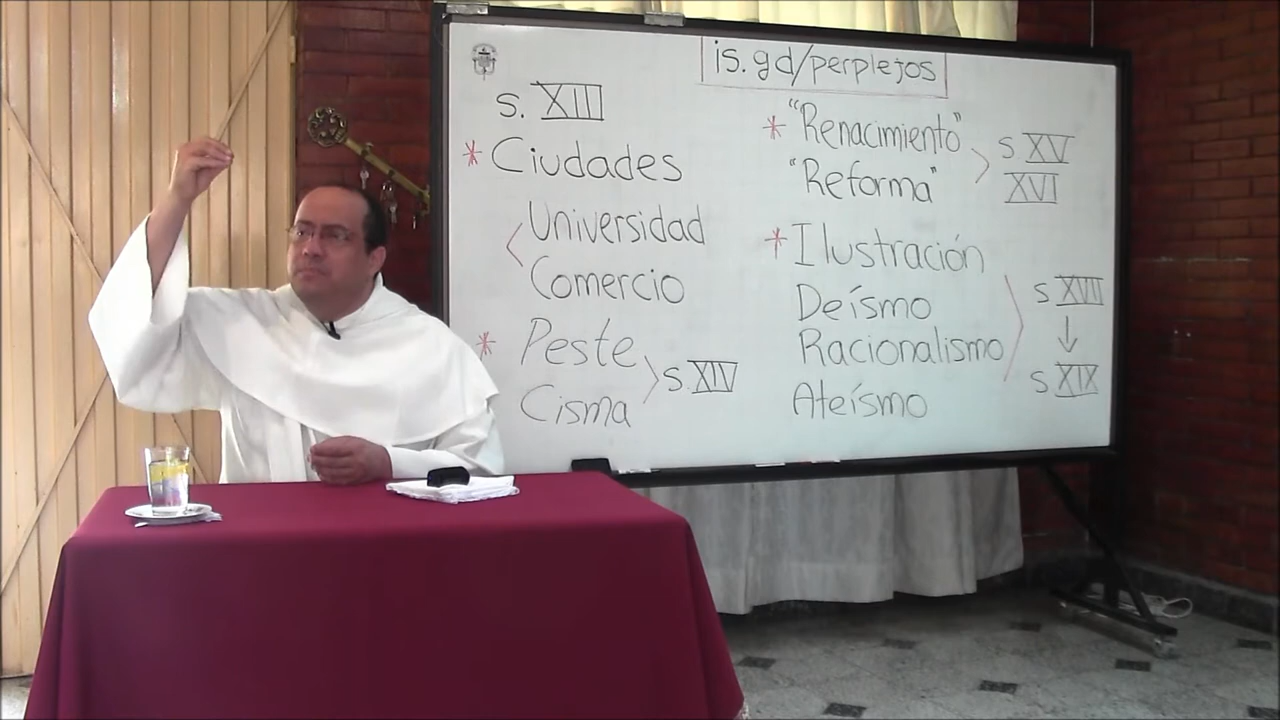 is.gd/perplejos
s. XIII
* Ciudades
Universidad
Comercio
* Peste
Cisma
s. XIV
* "Renacimiento"
"Reforma"
s XV
XVI
* Ilustración
Deísmo
Racionalismo
Ateísmo
s XVII
↓
s XIX